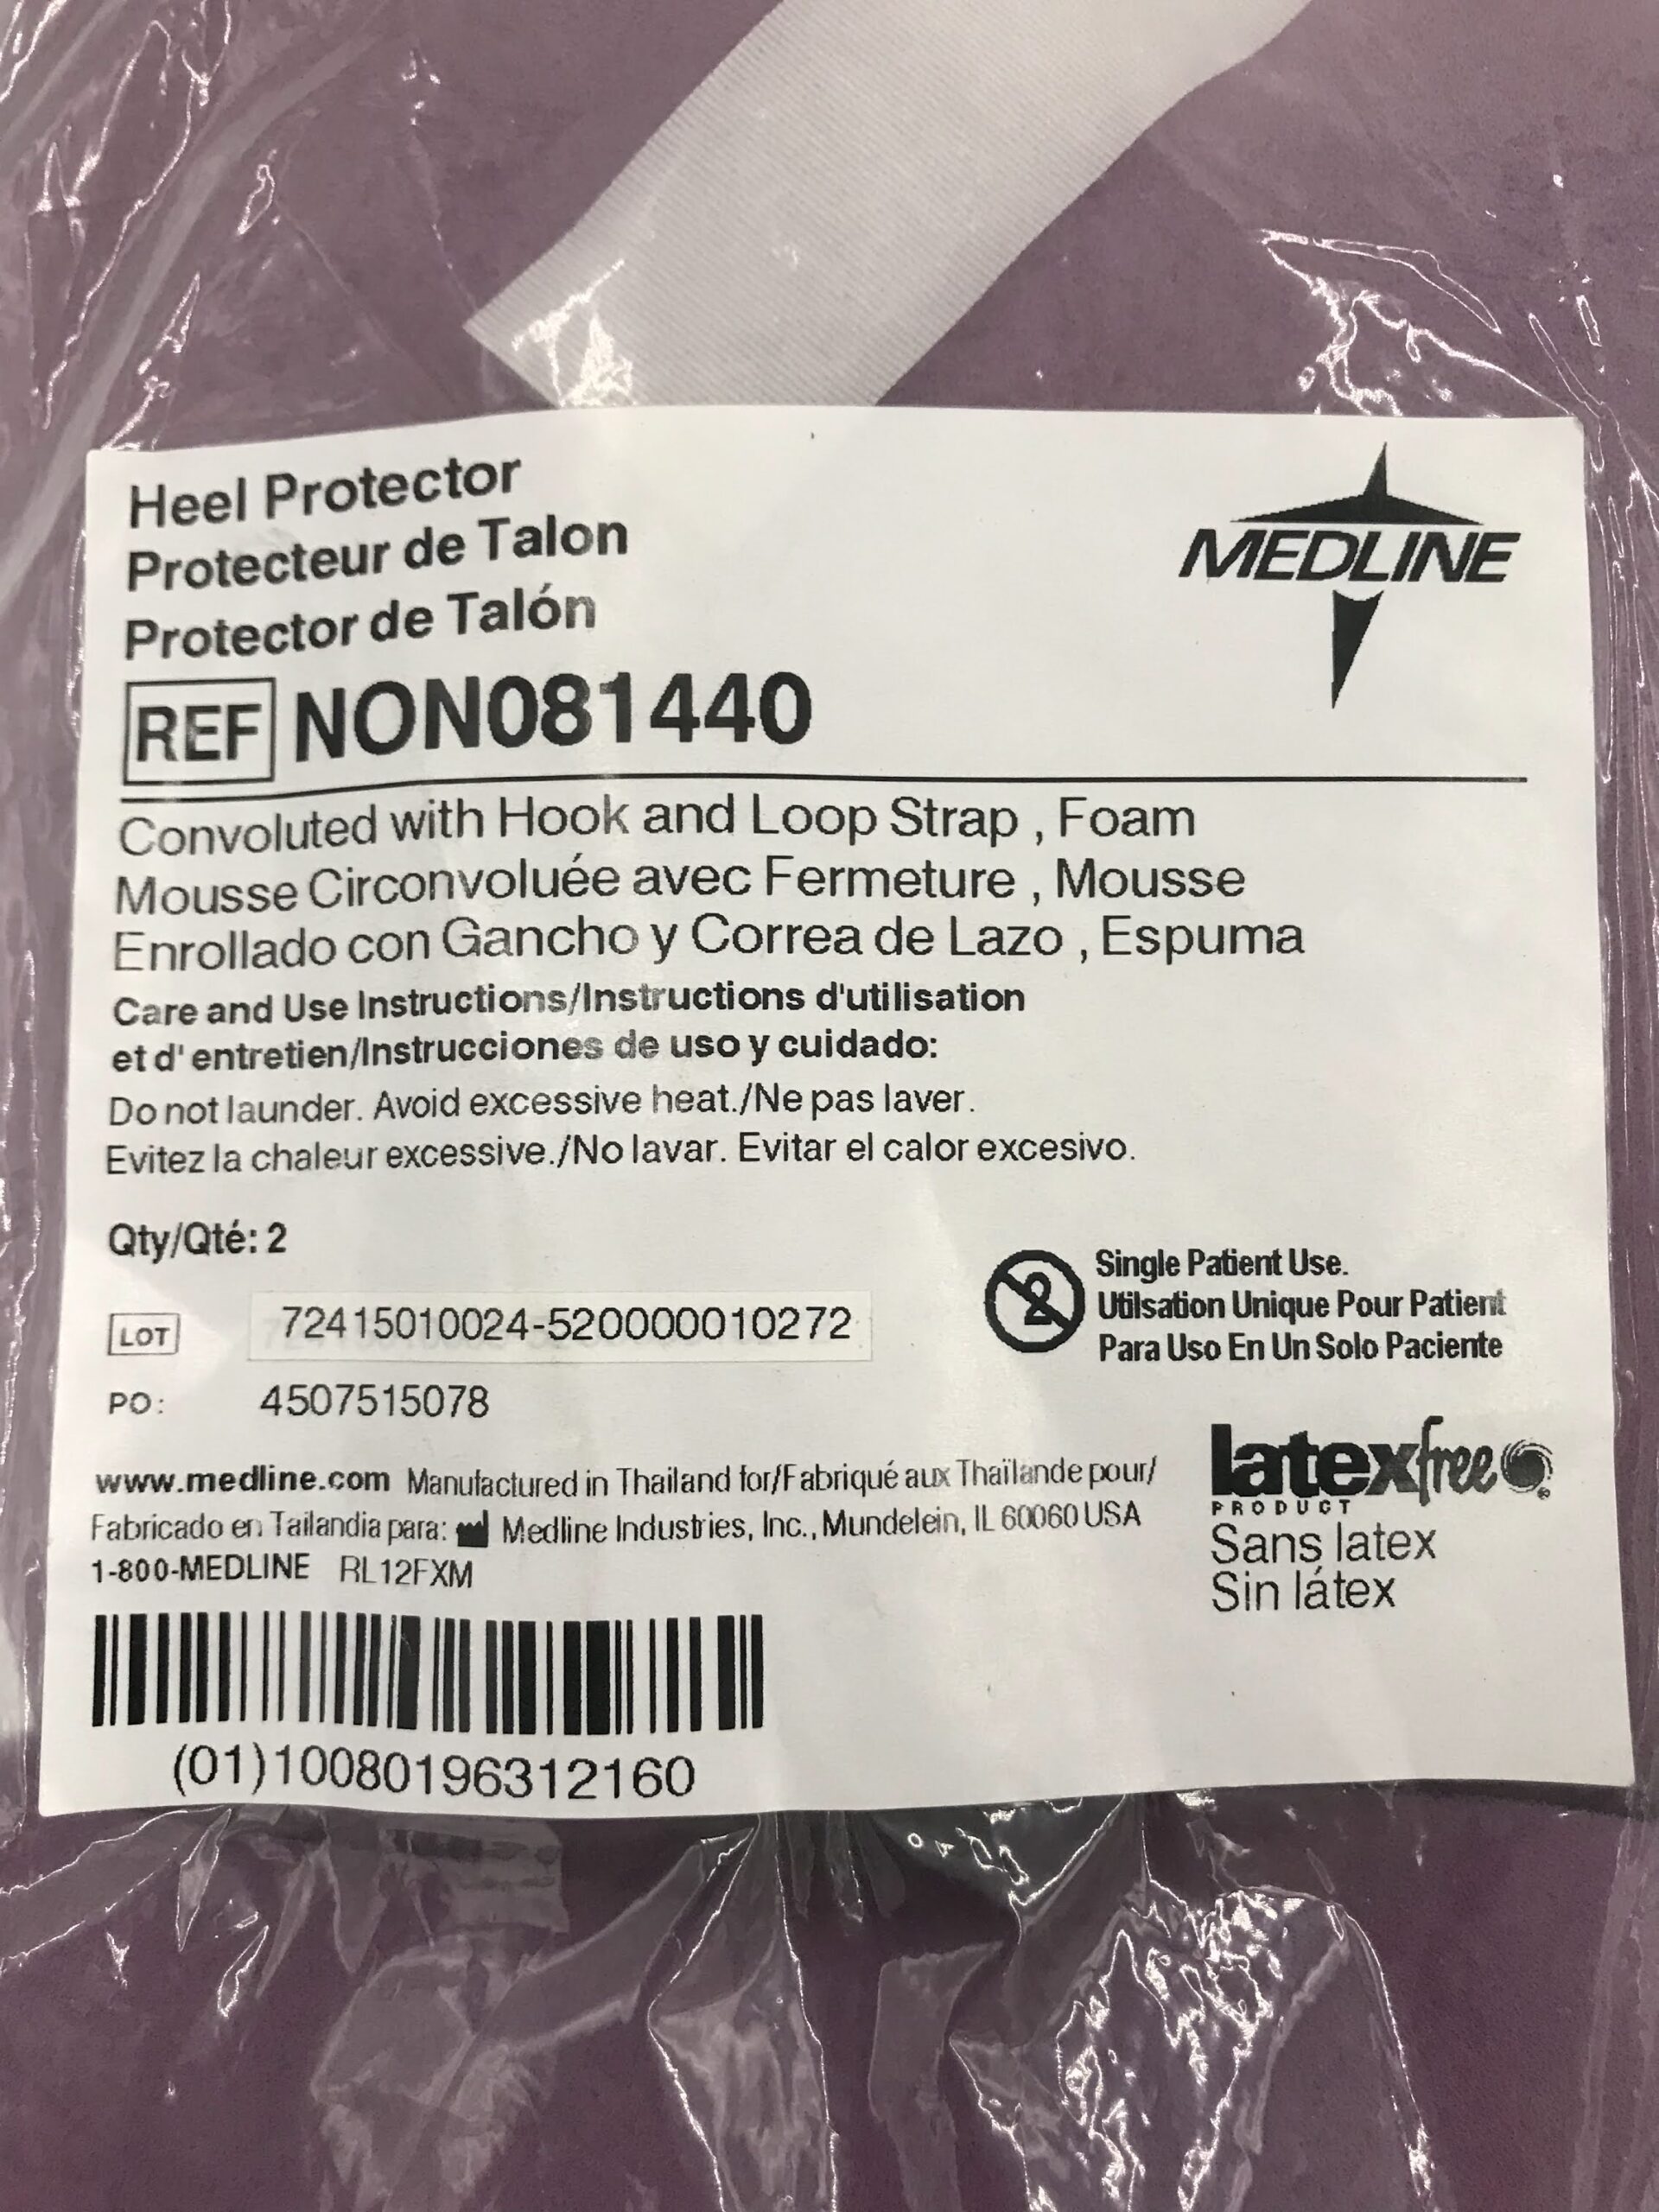 Heel Protector
Protecteur de Talon
Protector de Talón
MEDLINE
REF NON081440
Convoluted with Hook and Loop Strap , Foam
Mousse Circonvoluée avec Fermeture , Mousse
Enrollado con Gancho y Correa de Lazo , Espuma
Care and Use Instructions/Instructions d'utilisation
et d' entretien/Instrucciones de uso y cuidado:
Do not launder. Avoid excessive heat./Ne pas laver.
Evitez la chaleur excessive./No lavar. Evitar el calor excesivo.
Qty/Qté: 2
LOT 72415010024-520000010272
PO: 4507515078
2
Single Patient Use.
Utilsation Unique Pour Patient
Para Uso En Un Solo Paciente
www.medline.com Manufactured in Thailand for/Fabriqué aux Thaïlande pour/
Fabricado en Tailandia para: Medline Industries, Inc., Mundelein, IL 60060 USA
1-800-MEDLINE RL12FXM
latexfree®
PRODUCT
Sans latex
Sin látex
(01)10080196312160